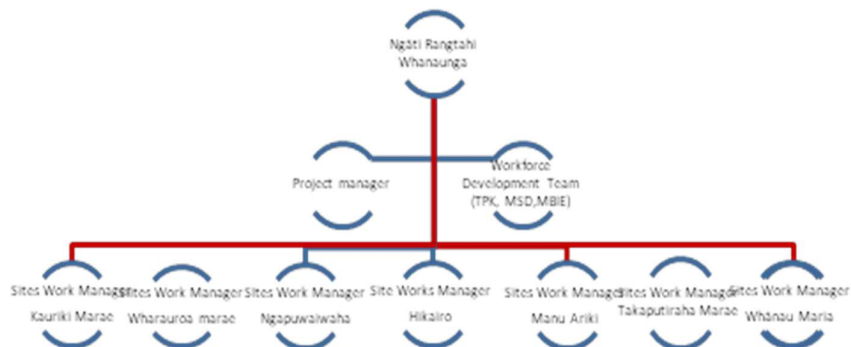 Ngāti Rangtahi
Whanaunga
Project manager
Workforce
Development Team
(TPK, MSD,MBIE)
Sites Work Manager
Kauriki Marae
Sites Work Manager
Wharauroa marae
Sites Work Manager
Ngapuwaiwaha
Site Works Manager
Hikairo
Sites Work Manager
Manu Ariki
Sites Work Manager
Takaputiraha Marae
Sites Work Manager
Whānau Maria